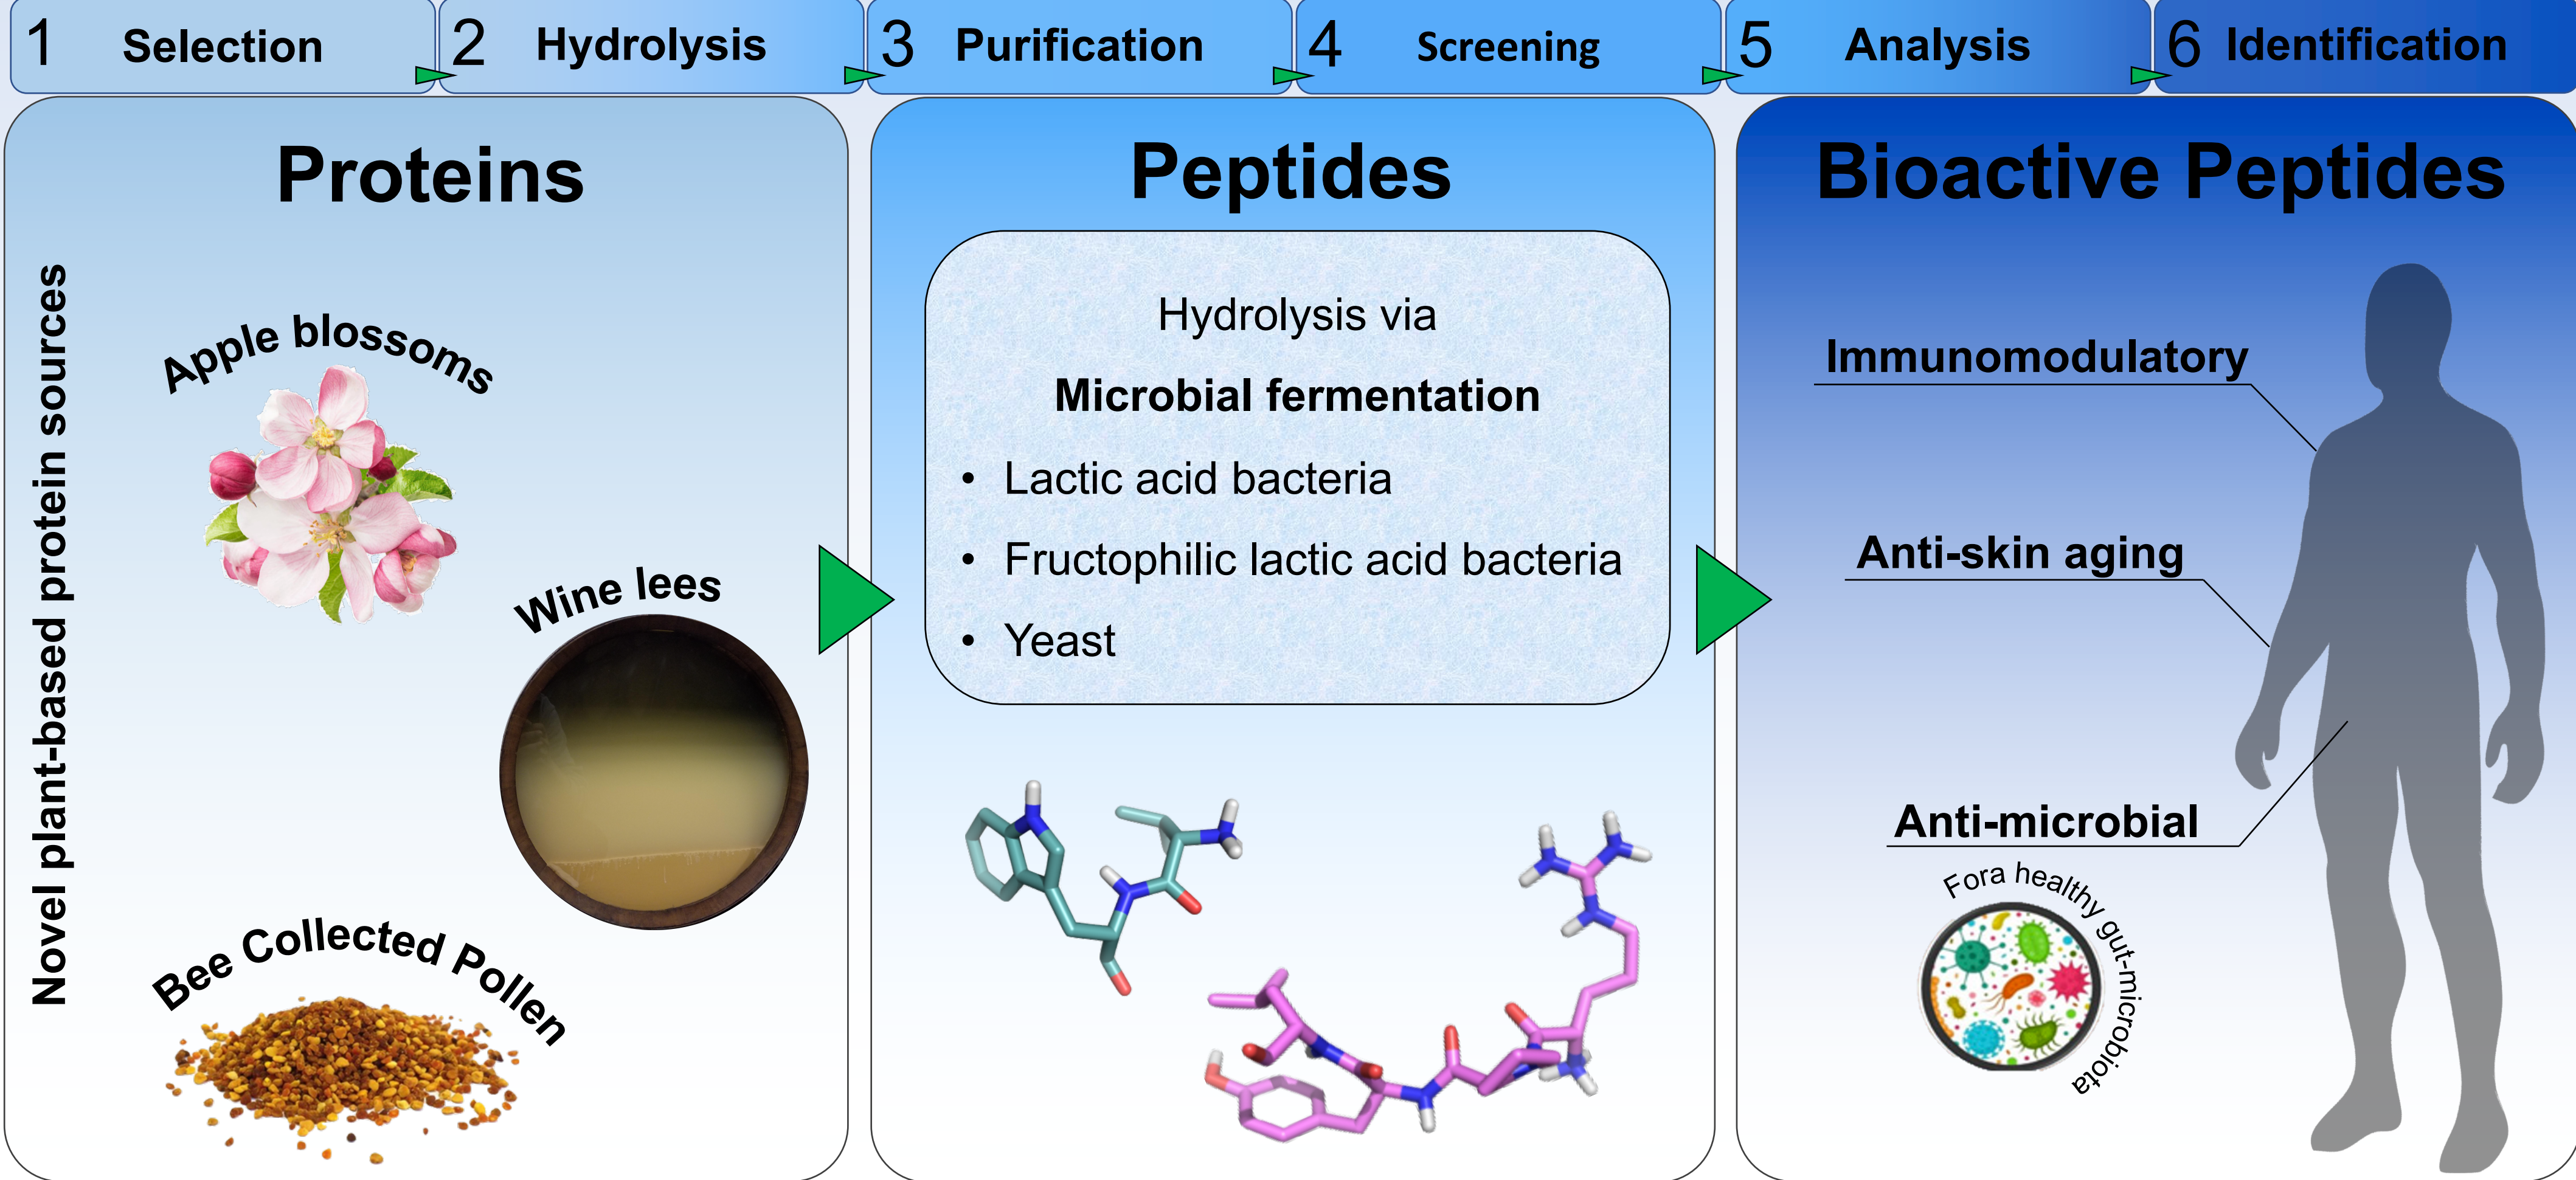 1 Selection
2 Hydrolysis
3 Purification
4 Screening
5 Analysis
6 Identification
Proteins
Novel plant-based protein sources
Apple blossoms
Wine lees
Bee Collected Pollen
Peptides
Hydrolysis via
Microbial fermentation
• Lactic acid bacteria
• Fructophilic lactic acid bacteria
• Yeast
Bioactive Peptides
Immunomodulatory
Anti-skin aging
Anti-microbial
Fora healthy gut-microbiota